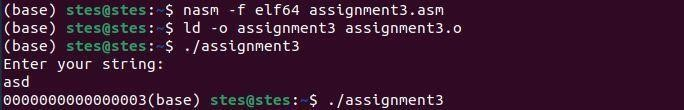 (base) stes@stes:~$ nasm -f elf64 assignment3.asm
(base) stes@stes:~$ ld -o assignment3 assignment3.o
(base) stes@stes:~$ ./assignment3
Enter your string:
asd
0000000000000003(base) stes@stes:~$ ./assignment3